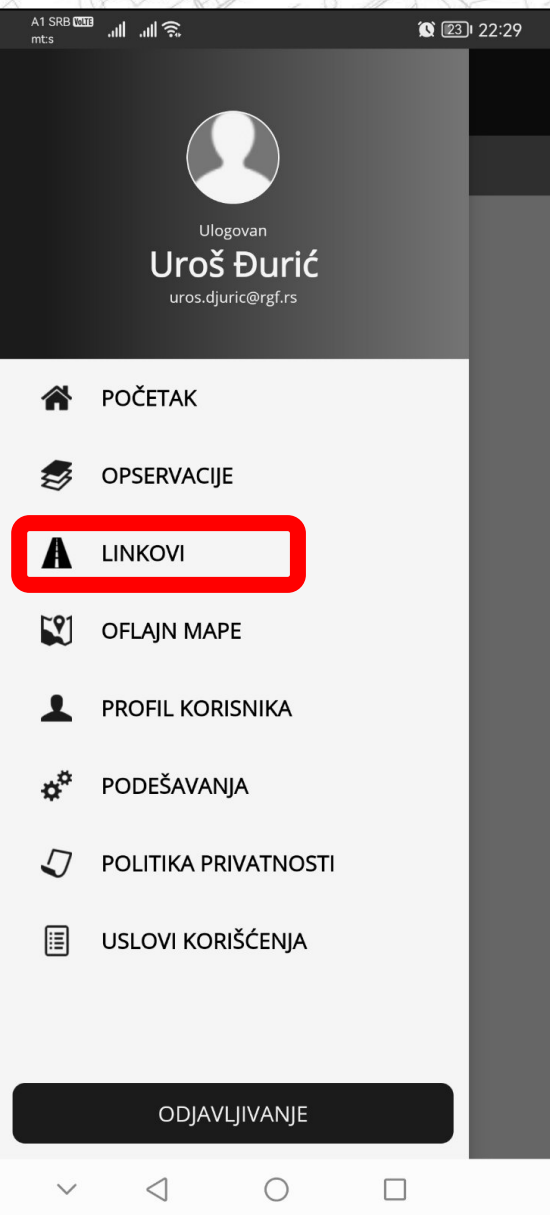 A1 SRB VoLTE
mt:s
23 22:29
Ulogovan
Uroš Đurić
uros.djuric@rgf.rs
POČETAK
OPSERVACIJE
LINKOVI
OFLAJN MAPE
PROFIL KORISNIKA
PODEŠAVANJA
POLITIKA PRIVATNOSTI
USLOVI KORIŠĆENJA
ODJAVLJIVANJE